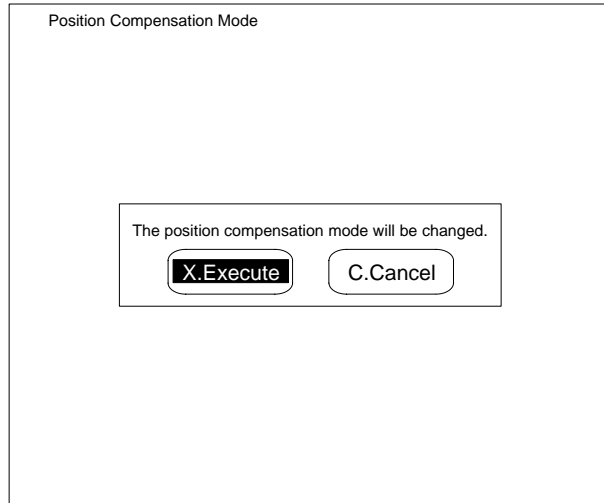 Position Compensation Mode
The position compensation mode will be changed.
X.Execute C.Cancel